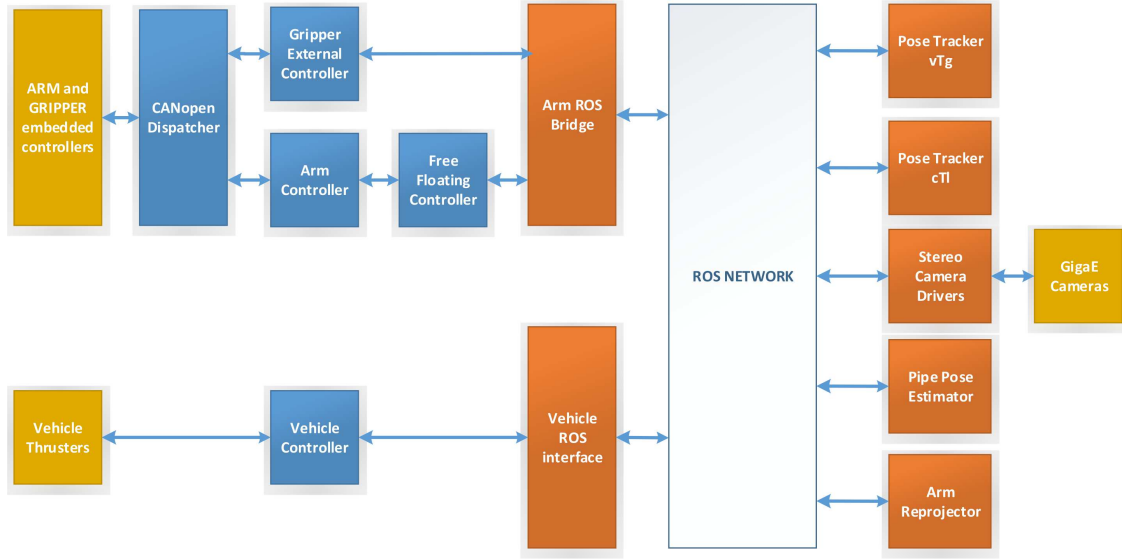 ARM and
GRIPPER
embedded
controllers
CANopen
Dispatcher
Gripper
External
Controller
Arm
Controller
Free
Floating
Controller
Arm ROS
Bridge
ROS NETWORK
Pose Tracker
vTg
Pose Tracker
cTl
Stereo
Camera
Drivers
GigaE
Cameras
Pipe Pose
Estimator
Arm
Reprojector
Vehicle
Thrusters
Vehicle
Controller
Vehicle
ROS
interface